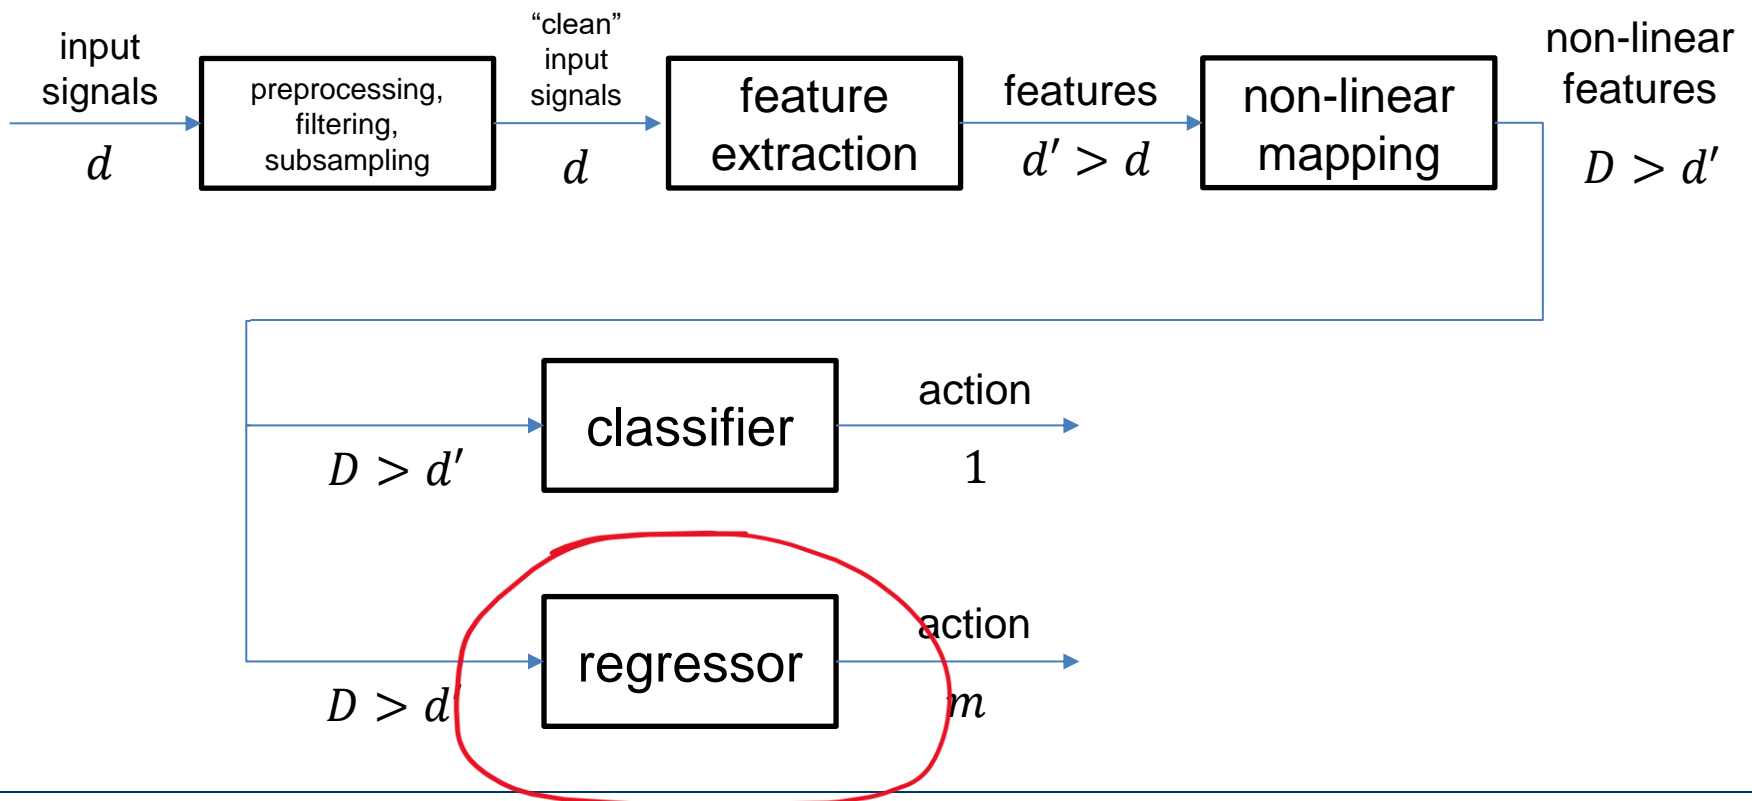 input
signals
d
preprocessing,
filtering,
subsampling
“clean”
input
signals
d
feature
extraction
features
d′ > d
non-linear
mapping
non-linear
features
D > d′
D > d′
classifier
action
1
D > d′
regressor
action
m